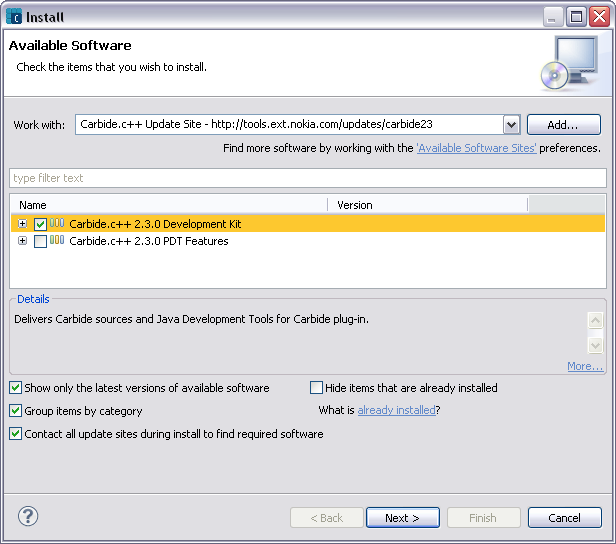 Install
Available Software
Check the items that you wish to install.
Work with: Carbide.c++ Update Site - http://tools.ext.nokia.com/updates/carbide23 Add...
Find more software by working with the 'Available Software Sites' preferences.
type filter text
Name Version
Carbide.c++ 2.3.0 Development Kit
Carbide.c++ 2.3.0 PDT Features
Details
Delivers Carbide sources and Java Development Tools for Carbide plug-in.
More...
Show only the latest versions of available software Hide items that are already installed
Group items by category What is already installed?
Contact all update sites during install to find required software
? < Back Next > Finish Cancel